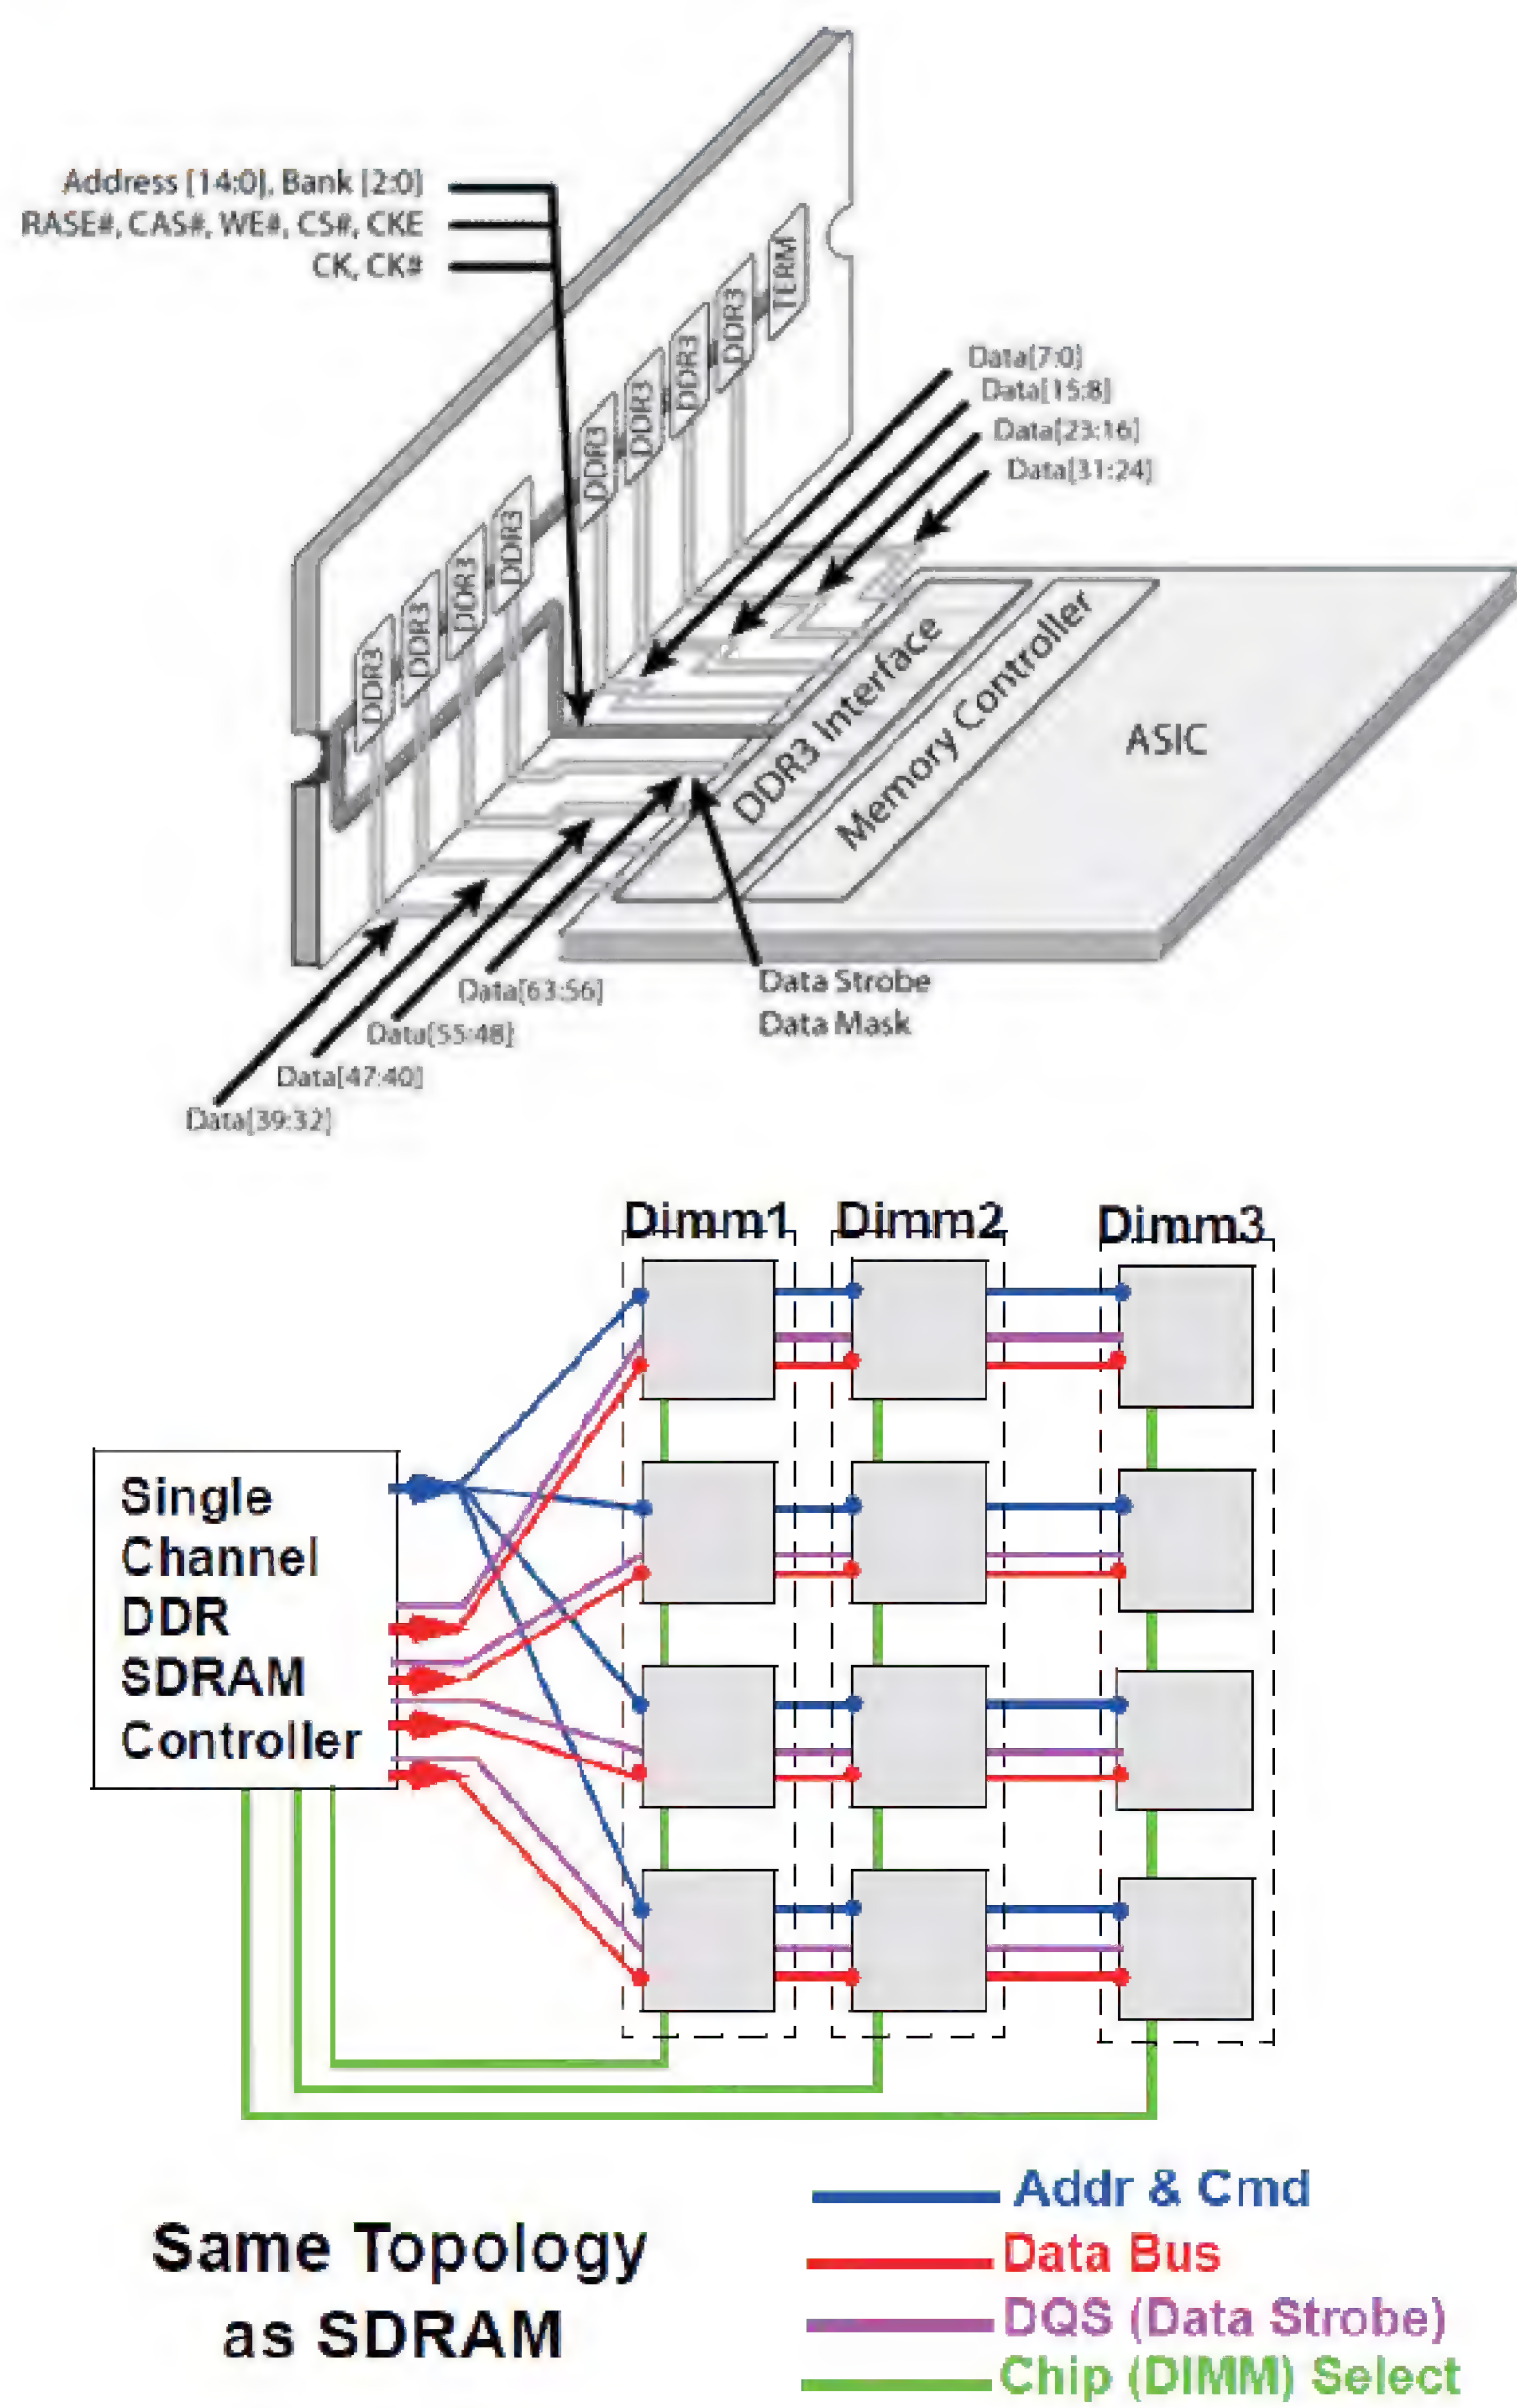 Address [14:0], Bank [2:0]
RASE#, CAS#, WE#, CS#, CKE
CK, CK#
TERM
DDR3
DDR3
DDR3
DDR3
DDR3
DDR3
DDR3
DDR3
Data[7:0]
Data[15:8]
Data[23:16]
Data[31:24]
DDR3 Interface
Memory Controller
ASIC
Data Strobe
Data Mask
Data[63:56]
Data[55:48]
Data[47:40]
Data[39:32]
Dimm1 Dimm2 Dimm3
Single
Channel
DDR
SDRAM
Controller
Same Topology
as SDRAM
Addr & Cmd
Data Bus
DQS (Data Strobe)
Chip (DIMM) Select